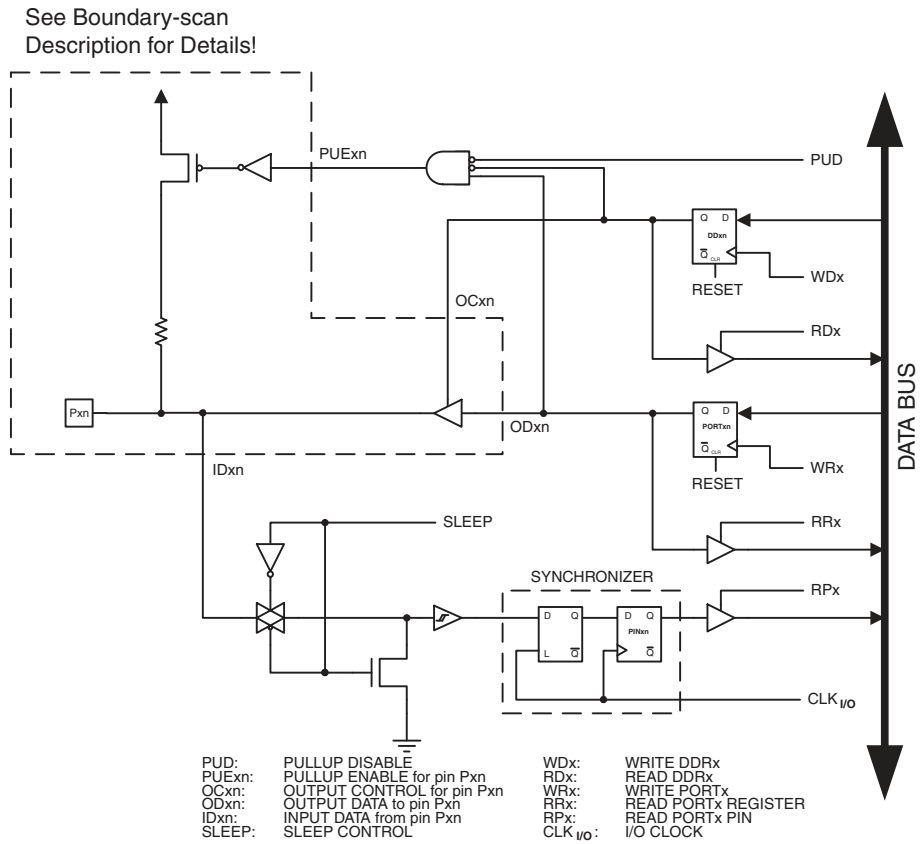 See Boundary-scan
Description for Details!
PUExn
PUD
Q D
DDxn
Q CLR
WDx
RESET
OCxn
RDx
Pxn
ODxn
Q D
PORTxn
Q CLR
WRx
RESET
IDxn
SLEEP
RRx
SYNCHRONIZER
RPx
D Q
L Q
D Q
PINxn
Q
CLK I/O
DATA BUS
PUD: PULLUP DISABLE
PUExn: PULLUP ENABLE for pin Pxn
OCxn: OUTPUT CONTROL for pin Pxn
ODxn: OUTPUT DATA to pin Pxn
IDxn: INPUT DATA from pin Pxn
SLEEP: SLEEP CONTROL
WDx: WRITE DDRx
RDx: READ DDRx
WRx: WRITE PORTx
RRx: READ PORTx REGISTER
RPx: READ PORTx PIN
CLK I/O: I/O CLOCK